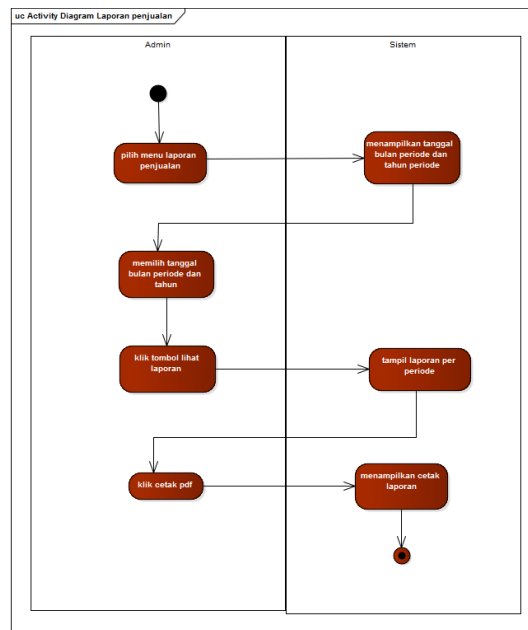 uc Activity Diagram Laporan penjualan
Admin
Sistem
pilih menu laporan
penjualan
menampilkan tanggal
bulan periode dan
tahun periode
memilih tanggal
bulan periode dan
tahun
klik tombol lihat
laporan
tampil laporan per
periode
klik cetak pdf
menampilkan cetak
laporan